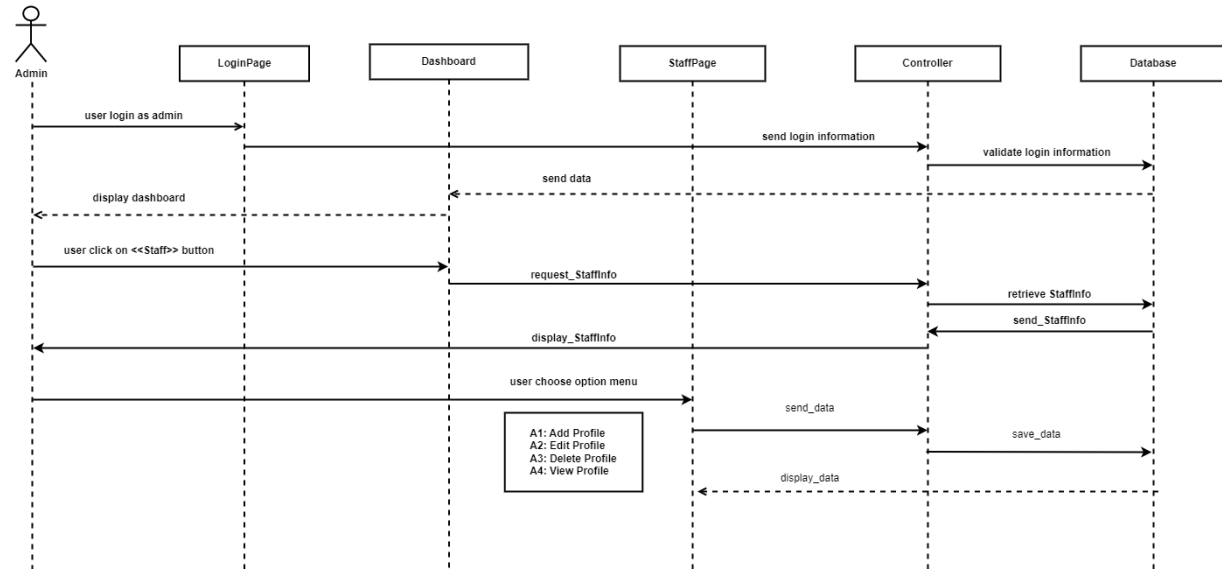 Admin
LoginPage
Dashboard
StaffPage
Controller
Database
user login as admin
send login information
validate login information
send data
display dashboard
user click on <<Staff>> button
request_StaffInfo
retrieve StaffInfo
send_StaffInfo
display_StaffInfo
user choose option menu
send_data
A1: Add Profile
A2: Edit Profile
A3: Delete Profile
A4: View Profile
save_data
display_data